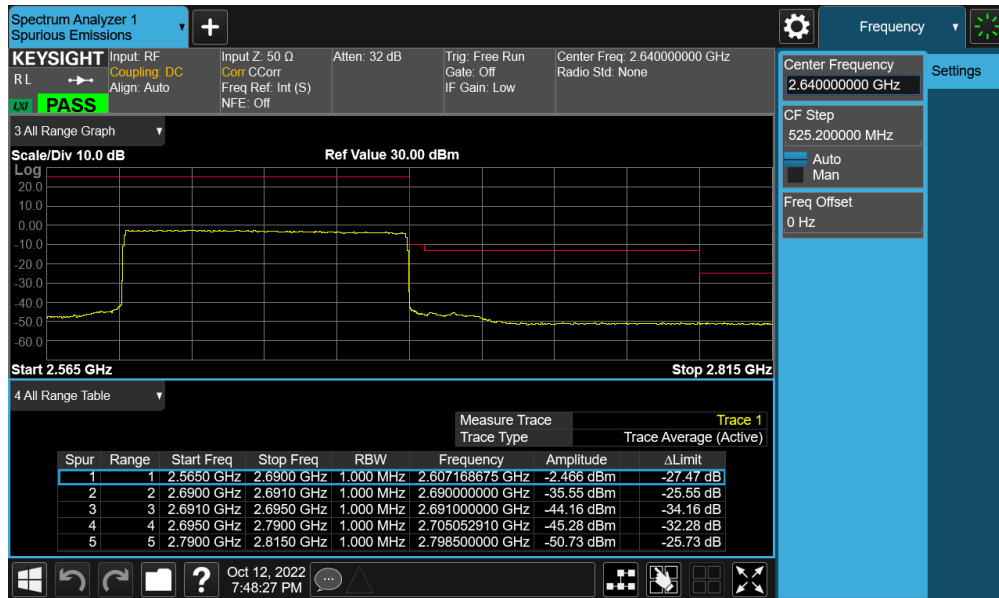 Spectrum Analyzer 1
Spurious Emissions
Frequency
KEYSIGHT
R L
LXI PASS
Input: RF
Coupling: DC
Align: Auto
Input Z: 50 Ω
Corr CCorr
Freq Ref: Int (S)
NFE: Off
Atten: 32 dB
Trig: Free Run
Gate: Off
IF Gain: Low
Center Freq: 2.640000000 GHz
Radio Std: None
Center Frequency
2.640000000 GHz
Settings
CF Step
525.200000 MHz
Auto
Man
Freq Offset
0 Hz
3 All Range Graph
Scale/Div 10.0 dB Ref Value 30.00 dBm
Log
20.0
10.0
0.00
-10.0
-20.0
-30.0
-40.0
-50.0
-60.0
Start 2.565 GHz Stop 2.815 GHz
4 All Range Table
Measure Trace Trace 1
Trace Type Trace Average (Active)
Spur Range Start Freq Stop Freq RBW Frequency Amplitude ΔLimit
1 1 2.5650 GHz 2.6900 GHz 1.000 MHz 2.607168675 GHz -2.466 dBm -27.47 dB
2 2 2.6900 GHz 2.6910 GHz 1.000 MHz 2.690000000 GHz -35.55 dBm -25.55 dB
3 3 2.6910 GHz 2.6950 GHz 1.000 MHz 2.691000000 GHz -44.16 dBm -34.16 dB
4 4 2.6950 GHz 2.7900 GHz 1.000 MHz 2.705052910 GHz -45.28 dBm -32.28 dB
5 5 2.7900 GHz 2.8150 GHz 1.000 MHz 2.798500000 GHz -50.73 dBm -25.73 dB
Oct 12, 2022
7:48:27 PM